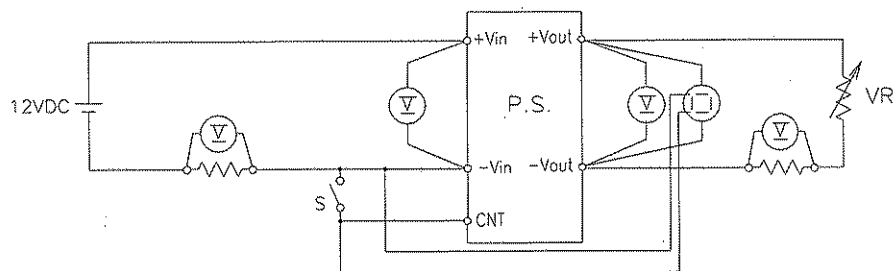 +Vin
+Vout
12VDC
V
P.S.
V
VR
V
V
-Vin
-Vout
S
CNT